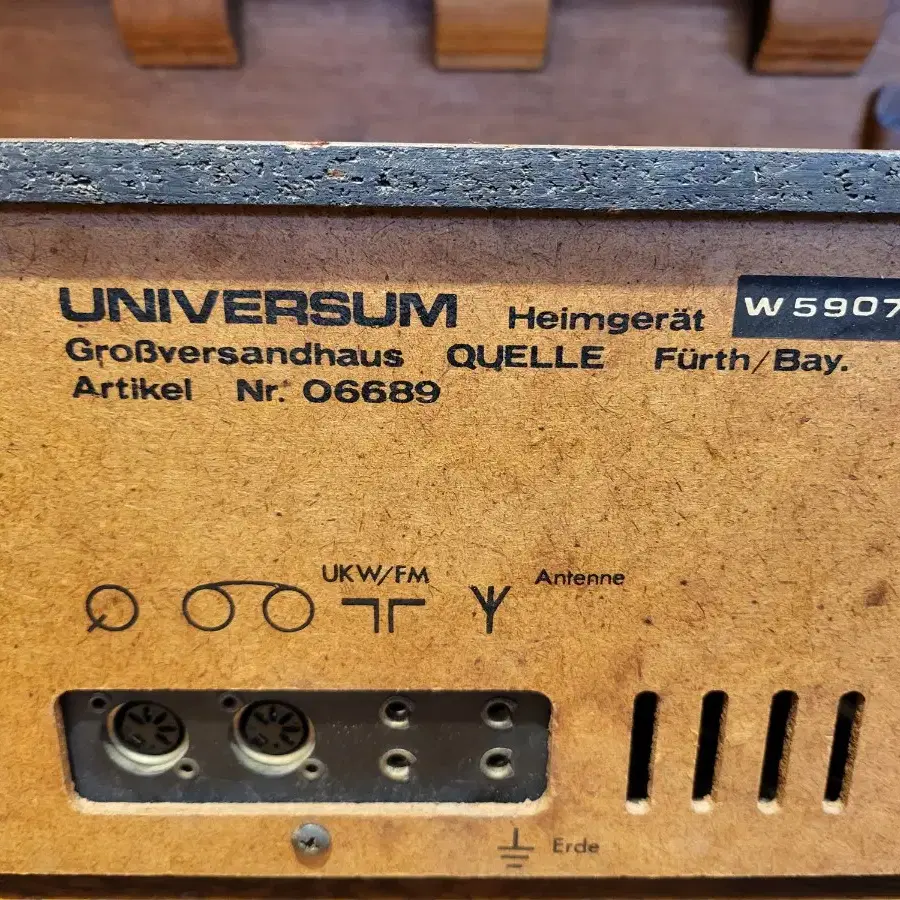 UNIVERSUM Heimgerät W5907
Großversandhaus QUELLE Fürth/Bay.
Artikel Nr. 06689
UKW/FM Antenne
Erde